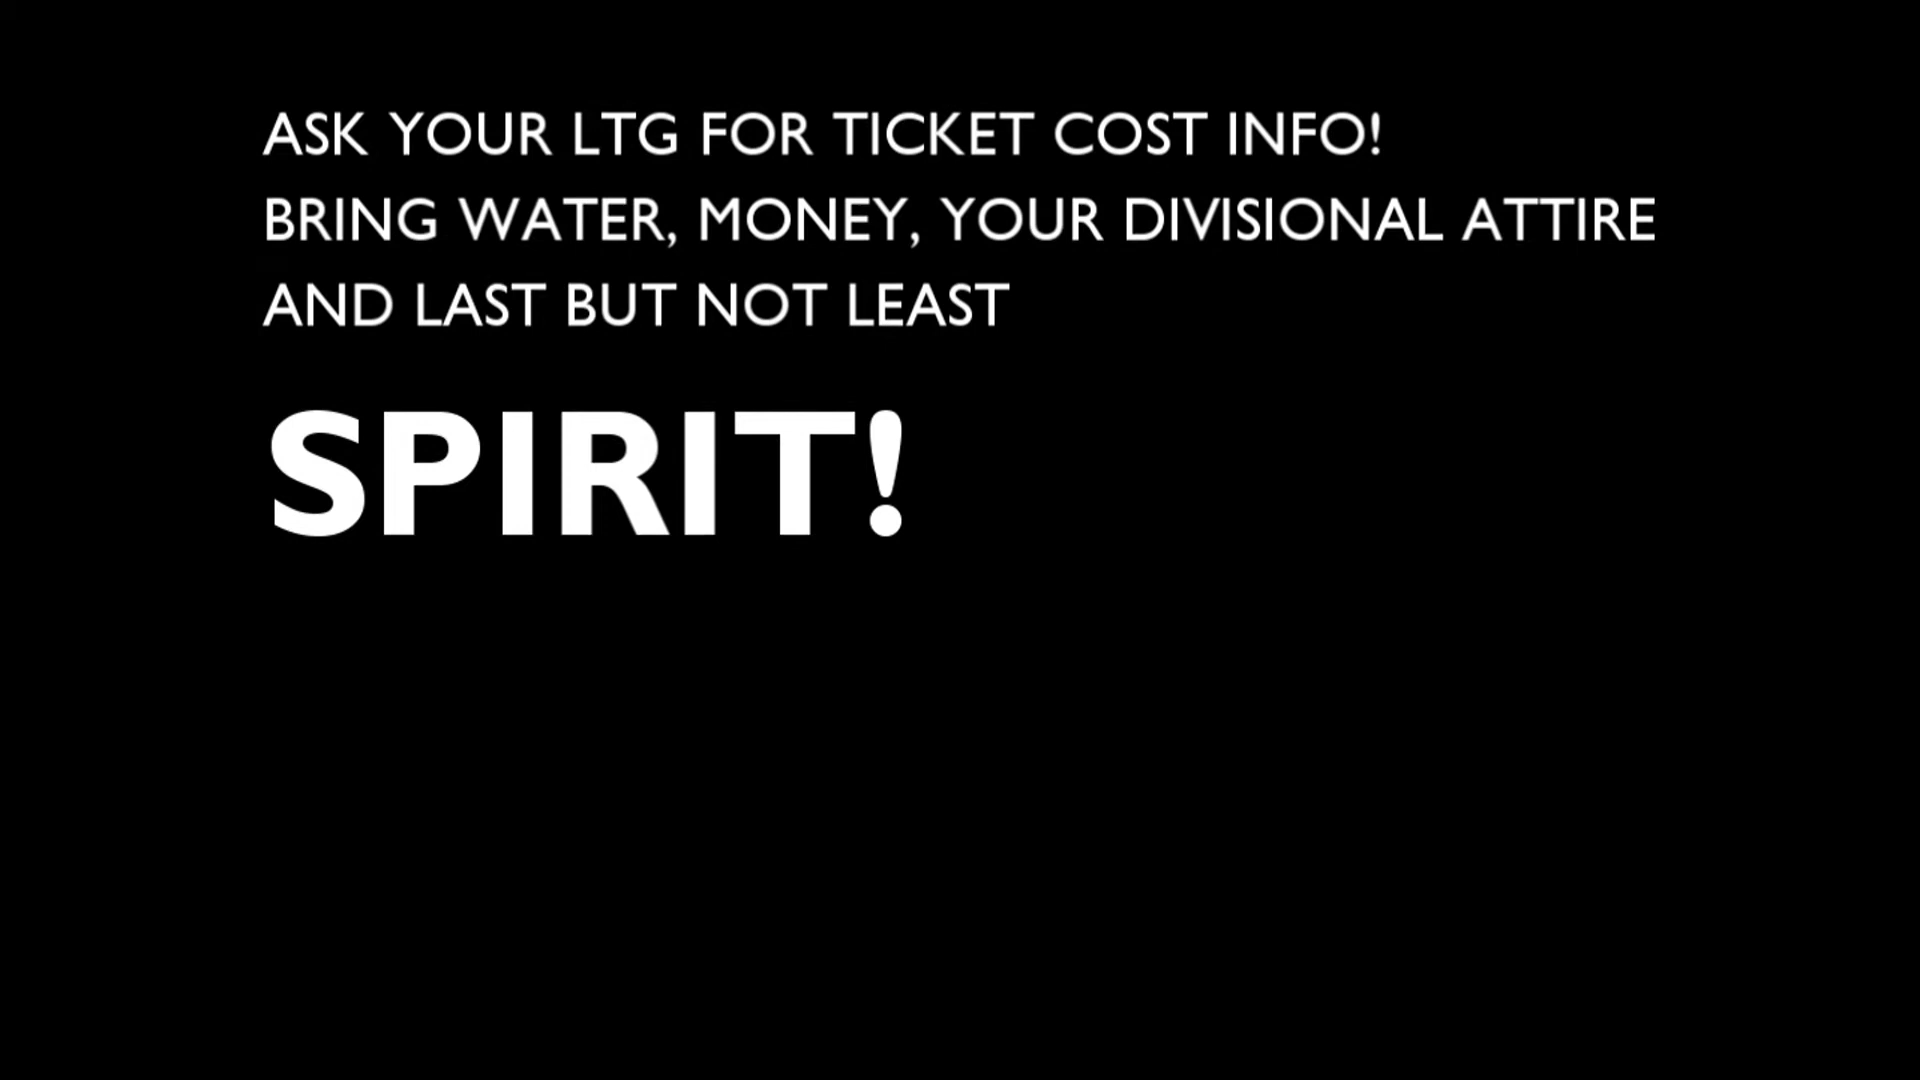 ASK YOUR LTG FOR TICKET COST INFO!
BRING WATER, MONEY, YOUR DIVISIONAL ATTIRE
AND LAST BUT NOT LEAST
SPIRIT!